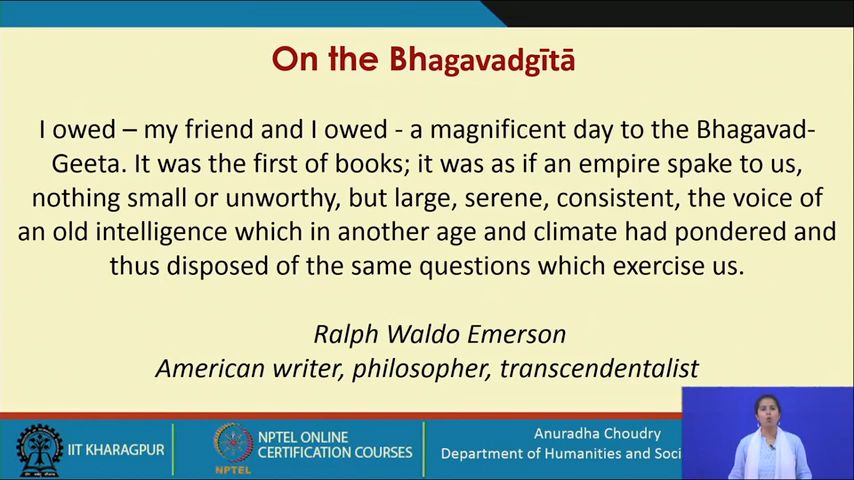 On the Bhagavadgītā
I owed – my friend and I owed - a magnificent day to the Bhagavad-
Geeta. It was the first of books; it was as if an empire spake to us,
nothing small or unworthy, but large, serene, consistent, the voice of
an old intelligence which in another age and climate had pondered and
thus disposed of the same questions which exercise us.
Ralph Waldo Emerson
American writer, philosopher, transcendentalist
IIT KHARAGPUR
NPTEL
NPTEL ONLINE
CERTIFICATION COURSES
Anuradha Choudry
Department of Humanities and Soci